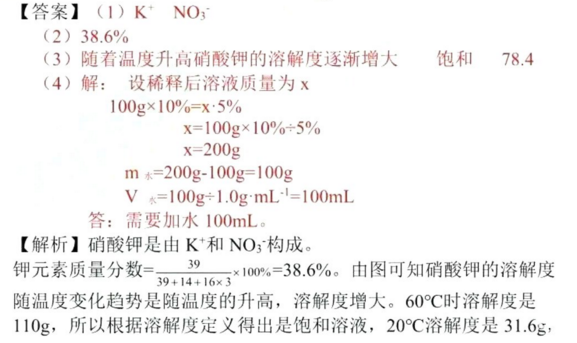 【答案】（1）K⁺ NO₃⁻
（2）38.6%
（3）随着温度升高硝酸钾的溶解度逐渐增大 饱和 78.4
（4）解： 设稀释后溶液质量为 x
100g×10%=x·5%
x=100g×10%÷5%
x=200g
m 水=200g-100g=100g
V 水=100g÷1.0g·mL⁻¹=100mL
答：需要加水 100mL。
【解析】硝酸钾是由 K⁺和 NO₃⁻构成。
钾元素质量分数=39/(39+14+16×3)×100%=38.6%。由图可知硝酸钾的溶解度
随温度变化趋势是随温度的升高，溶解度增大。60℃时溶解度是
110g，所以根据溶解度定义得出是饱和溶液，20℃溶解度是 31.6g，